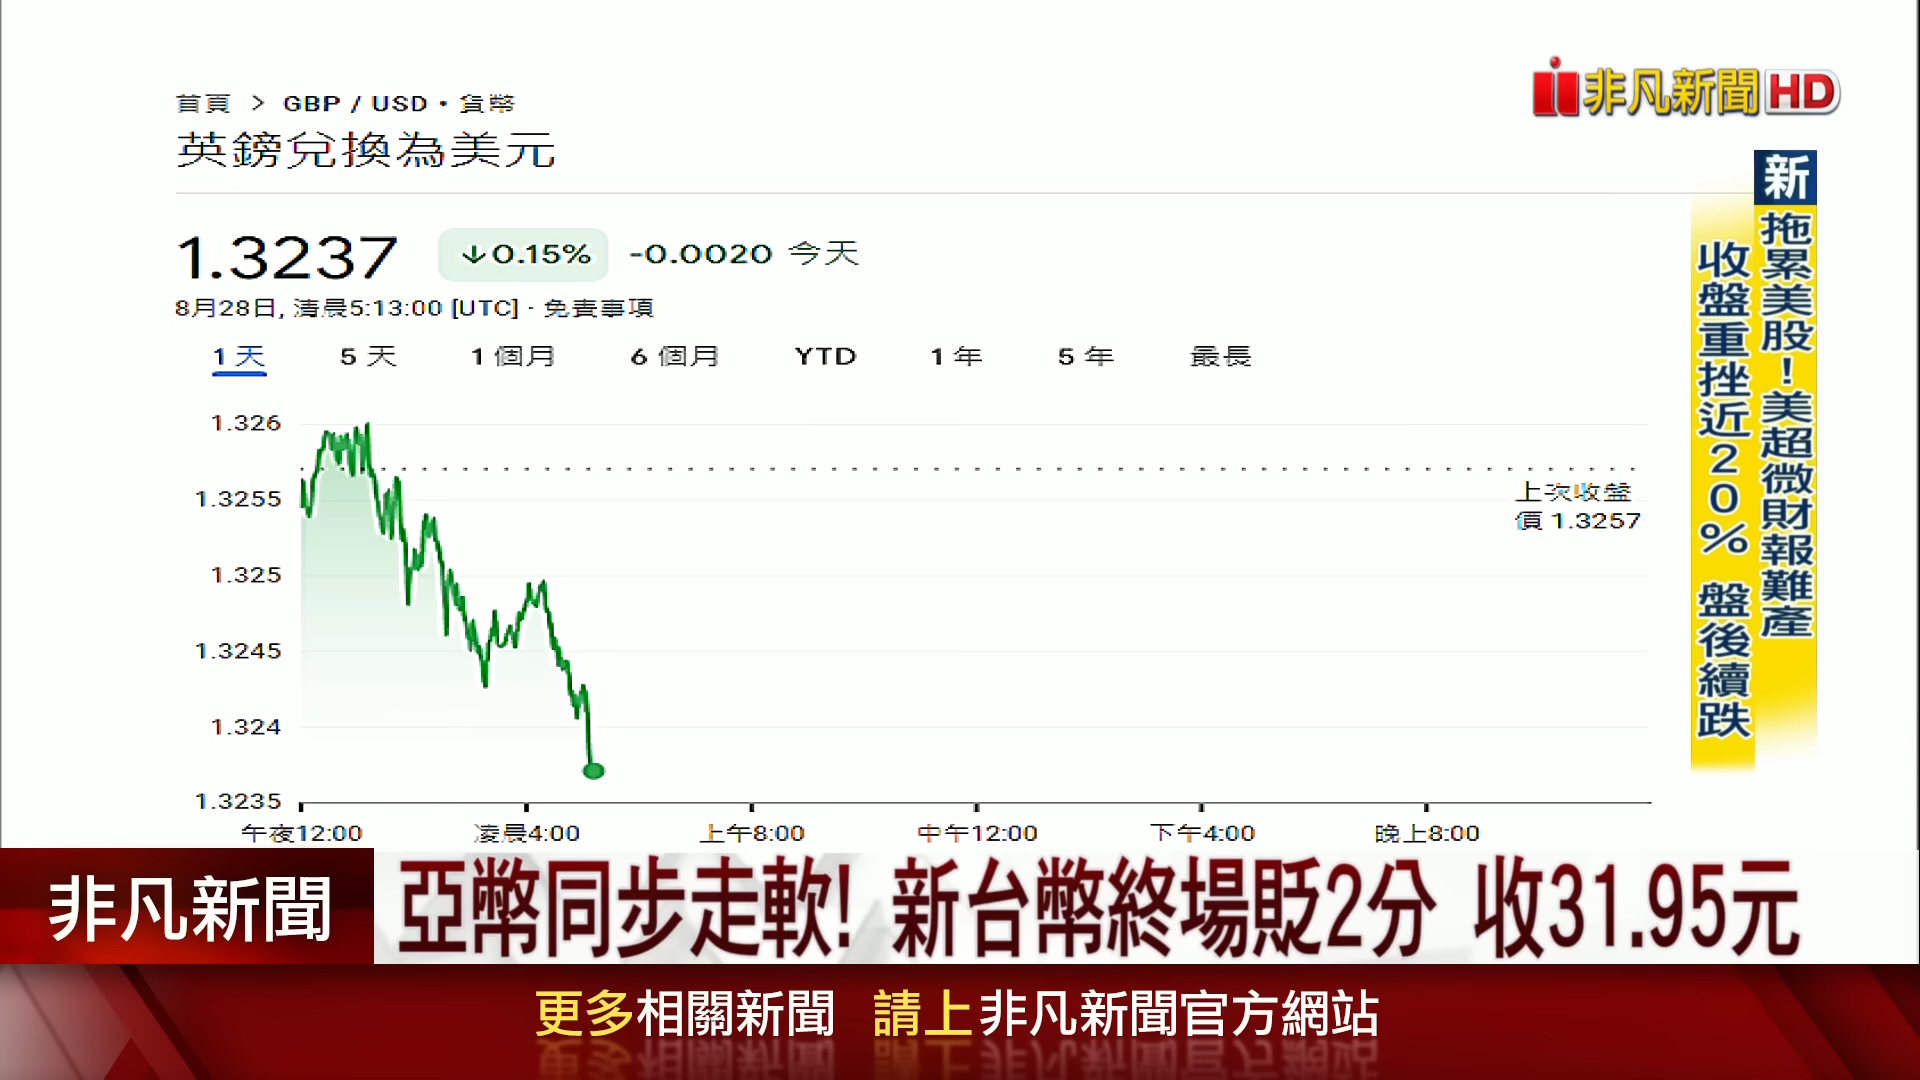 首頁 > GBP / USD • 貨幣
英鎊兌換為美元
1.3237 ↓0.15% -0.0020 今天
8月28日, 清晨5:13:00 [UTC] · 免責事項
1 天 5 天 1 個月 6 個月 YTD 1 年 5 年 最長
1.326
1.3255
1.325
1.3245
1.324
1.3235
上次收盤
價 1.3257
午夜12:00 凌晨4:00 上午8:00 中午12:00 下午4:00 晚上8:00
非凡新聞 HD
新 拖累美股！美超微財報難產
收盤重挫近20% 盤後續跌
非凡新聞
亞幣同步走軟! 新台幣終場貶2分 收31.95元
更多相關新聞 請上非凡新聞官方網站